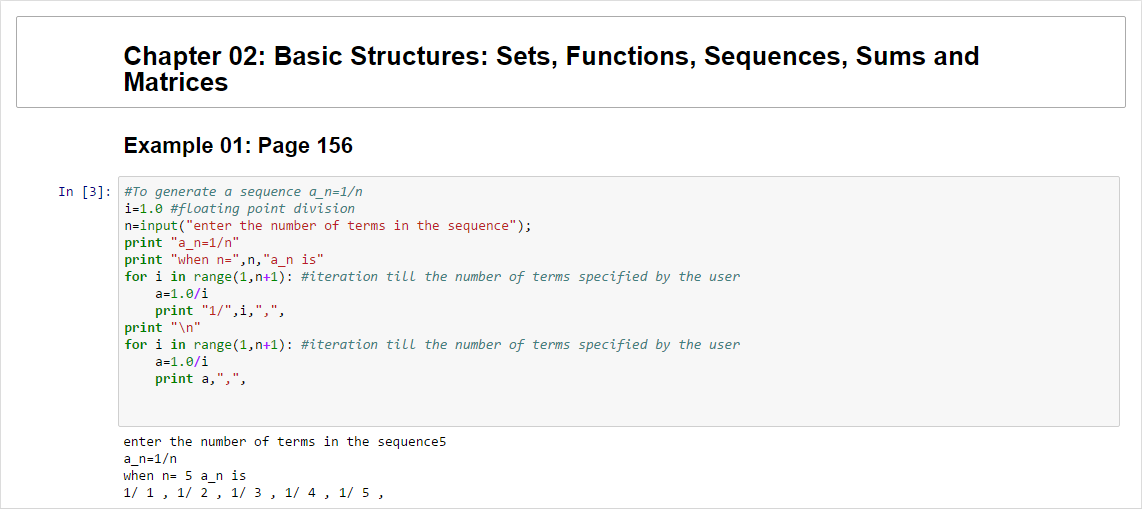 Chapter 02: Basic Structures: Sets, Functions, Sequences, Sums and
Matrices
Example 01: Page 156
In [3]: #To generate a sequence a_n=1/n
i=1.0 #floating point division
n=input("enter the number of terms in the sequence");
print "a_n=1/n"
print "when n=",n,"a_n is"
for i in range(1,n+1): #iteration till the number of terms specified by the user
    a=1.0/i
    print "1/",i,",",
print "\n"
for i in range(1,n+1): #iteration till the number of terms specified by the user
    a=1.0/i
    print a,",",
enter the number of terms in the sequence5
a_n=1/n
when n= 5 a_n is
1/ 1 , 1/ 2 , 1/ 3 , 1/ 4 , 1/ 5 ,